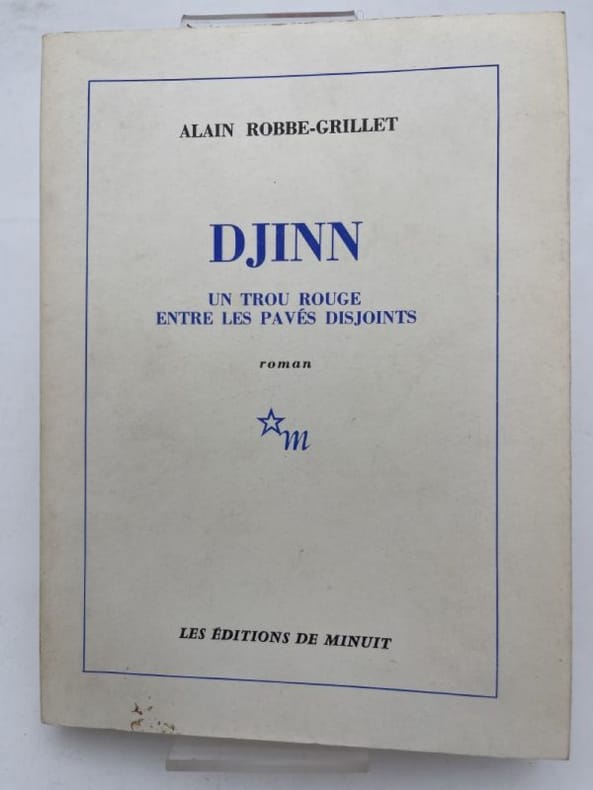 ALAIN ROBBE-GRILLET
DJINN
UN TROU ROUGE
ENTRE LES PAVÉS DISJOINTS
roman
m
LES ÉDITIONS DE MINUIT